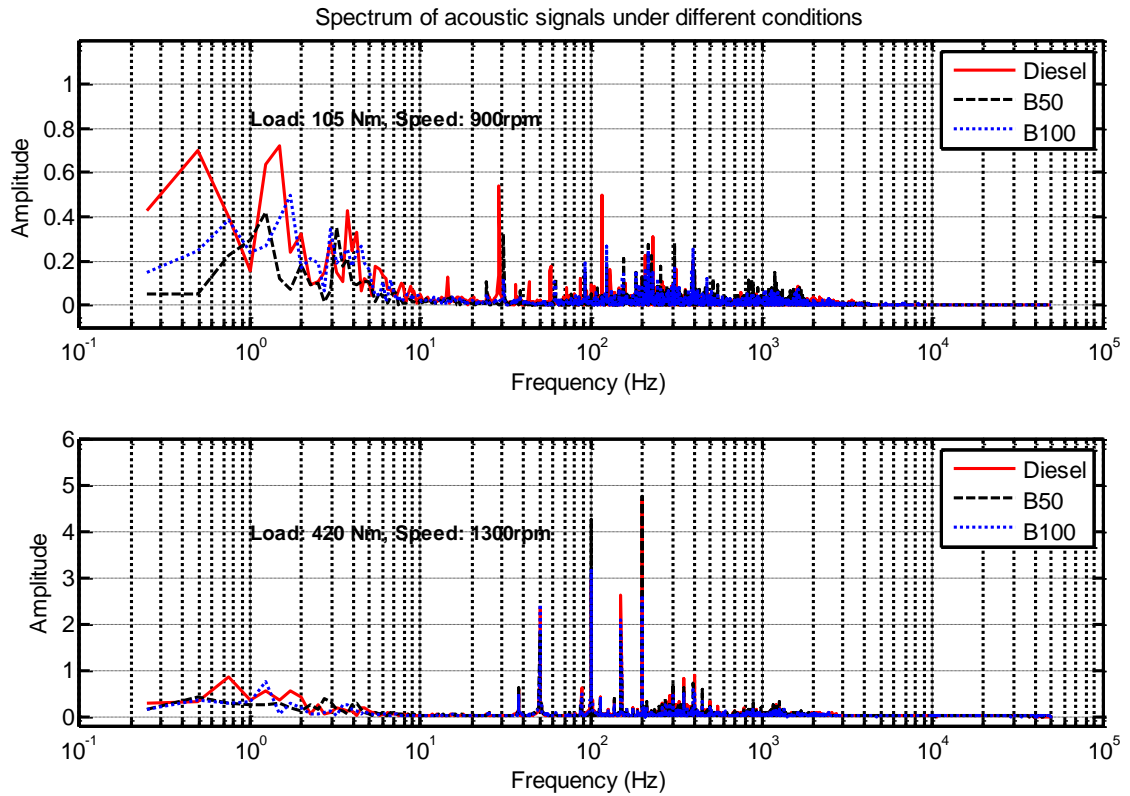 Spectrum of acoustic signals under different conditions
1
0.8
0.6
0.4
0.2
0
Amplitude
Load: 105 Nm, Speed: 900rpm
Diesel
B50
B100
10^-1 10^0 10^1 10^2 10^3 10^4 10^5
Frequency (Hz)
6
5
4
3
2
1
0
Amplitude
Load: 420 Nm, Speed: 1300rpm
Diesel
B50
B100
10^-1 10^0 10^1 10^2 10^3 10^4 10^5
Frequency (Hz)